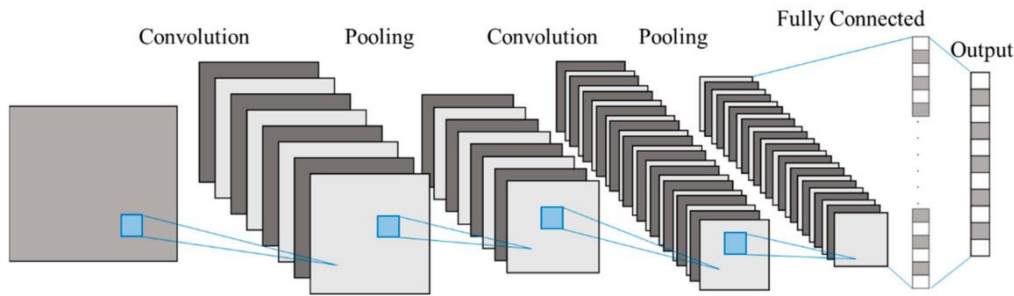 Convolution
Pooling
Convolution
Pooling
Fully Connected
Output